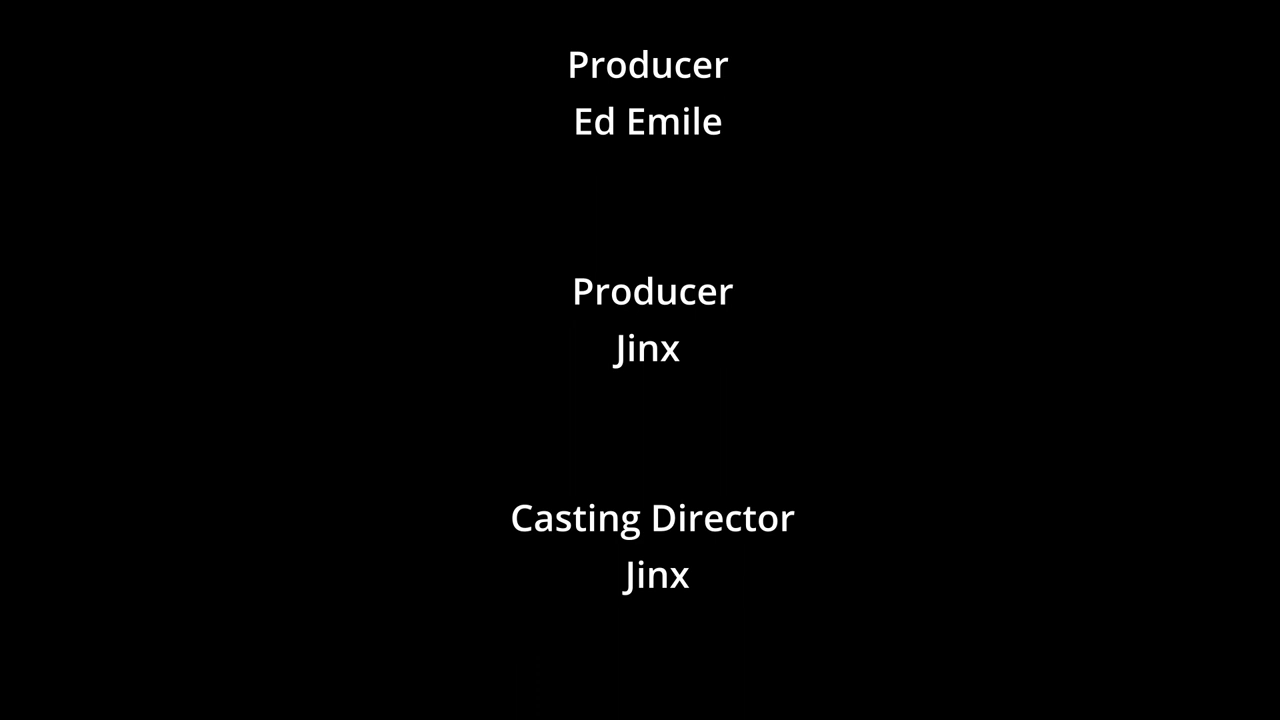 Producer
Ed Emile
Producer
Jinx
Casting Director
Jinx